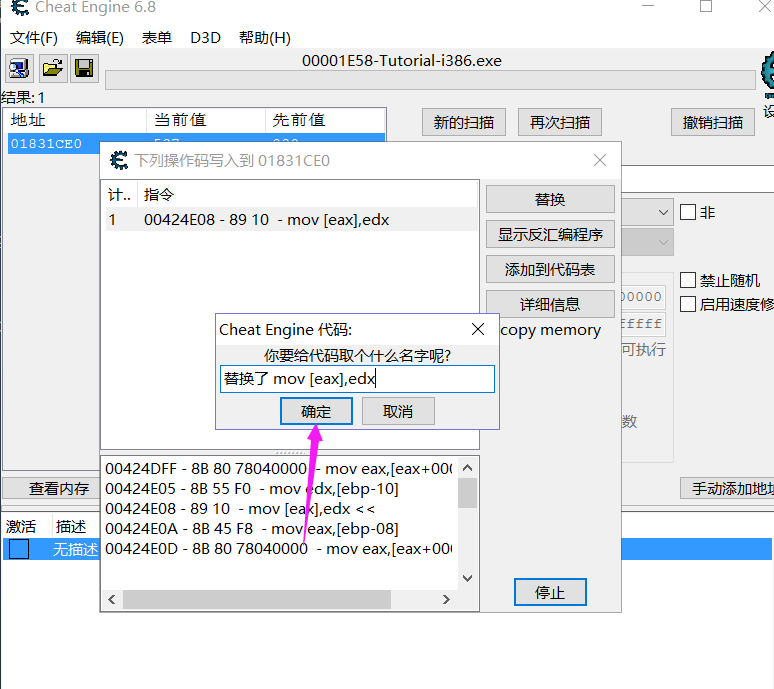 Cheat Engine 6.8
文件(F) 编辑(E) 表单 D3D 帮助(H)
00001E58-Tutorial-i386.exe
结果: 1
地址 当前值 先前值
01831CE0
新的扫描 再次扫描 撤销扫描
下列操作码写入到 01831CE0
计.. 指令
1 00424E08 - 89 10 - mov [eax],edx
替换
显示反汇编程序
添加到代码表
详细信息
copy memory
非
禁止随机
启用速度修
00000
fffff
可执行
数
Cheat Engine 代码:
你要给代码取个什么名字呢?
替换了 mov [eax],edx
确定 取消
00424DFF - 8B 80 78040000 - mov eax,[eax+000
00424E05 - 8B 55 F0 - mov edx,[ebp-10]
00424E08 - 89 10 - mov [eax],edx <<
00424E0A - 8B 45 F8 - mov eax,[ebp-08]
00424E0D - 8B 80 78040000 - mov eax,[eax+000
停止
查看内存
手动添加地址
激活 描述
无描述